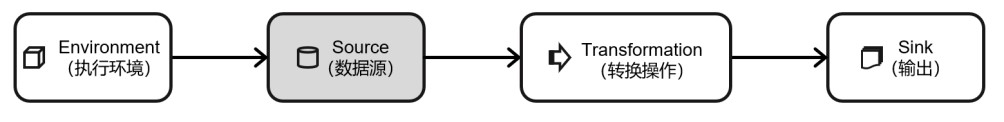 Environment
（执行环境）
Source
（数据源）
Transformation
（转换操作）
Sink
（输出）